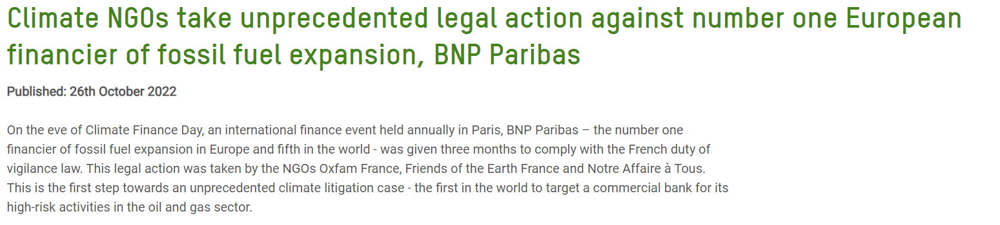 Climate NGOs take unprecedented legal action against number one European
financier of fossil fuel expansion, BNP Paribas
Published: 26th October 2022
On the eve of Climate Finance Day, an international finance event held annually in Paris, BNP Paribas – the number one
financier of fossil fuel expansion in Europe and fifth in the world - was given three months to comply with the French duty of
vigilance law. This legal action was taken by the NGOs Oxfam France, Friends of the Earth France and Notre Affaire à Tous.
This is the first step towards an unprecedented climate litigation case - the first in the world to target a commercial bank for its
high-risk activities in the oil and gas sector.